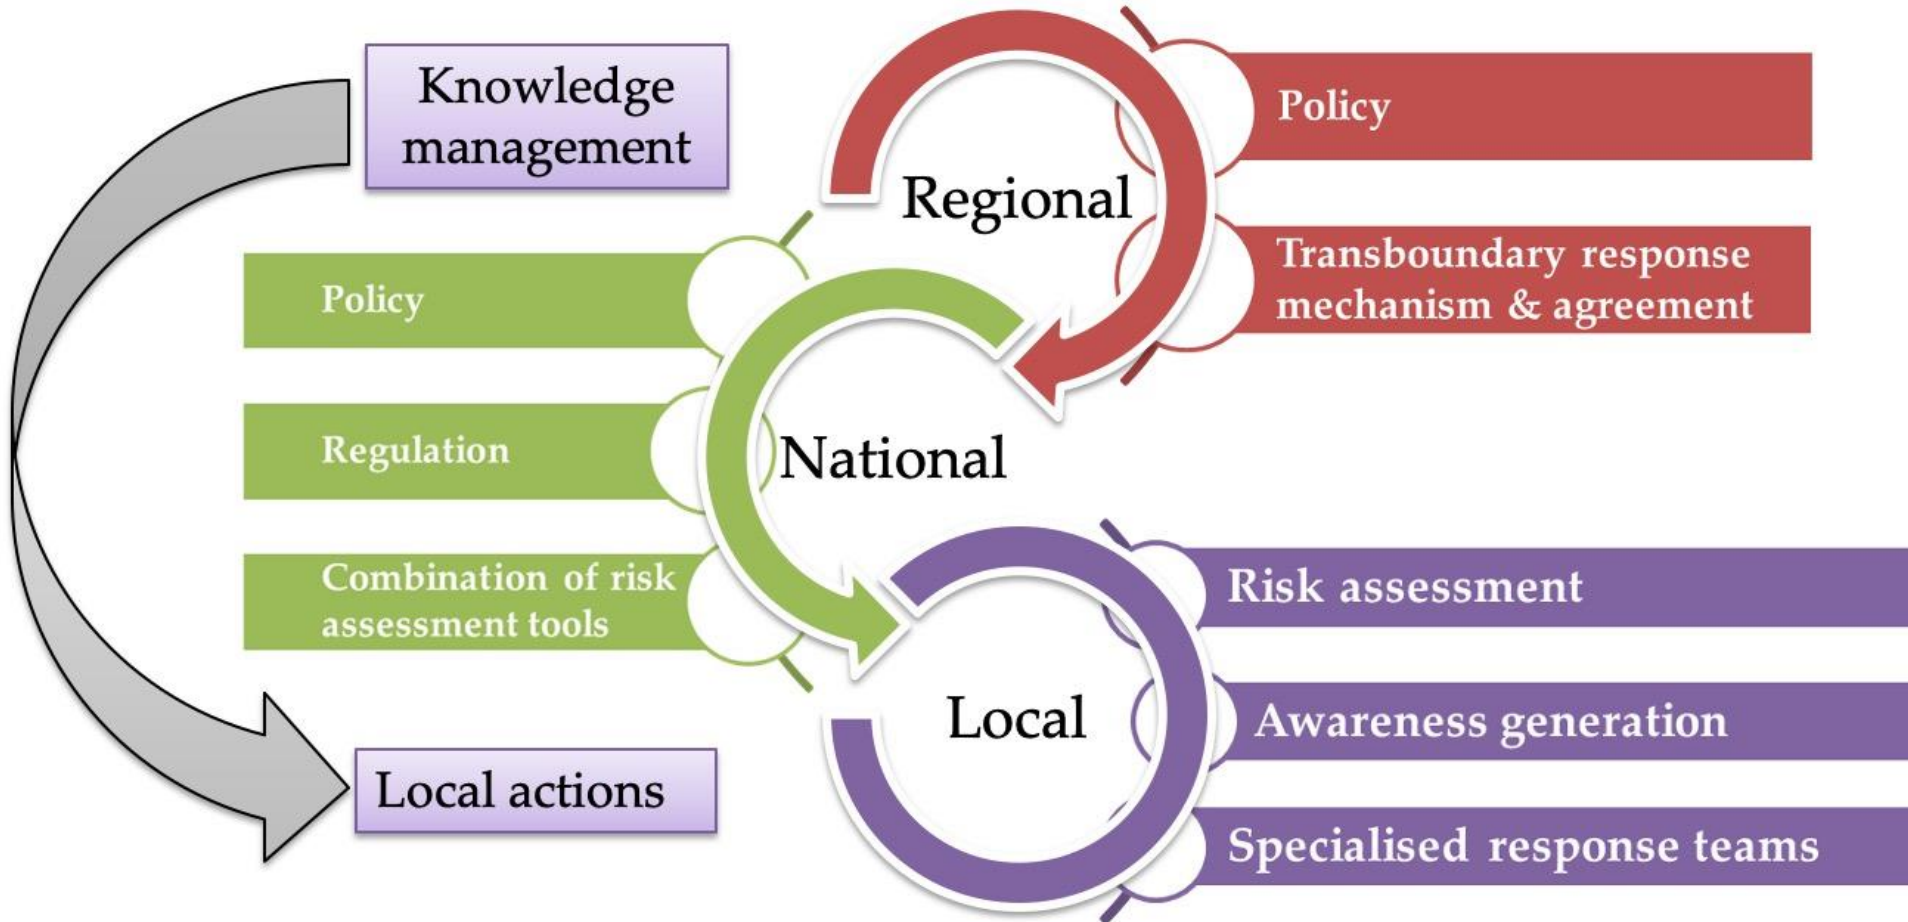 Knowledge
management
Regional
Policy
Transboundary response
mechanism & agreement
Policy
Regulation
Combination of risk
assessment tools
National
Local
Risk assessment
Awareness generation
Specialised response teams
Local actions